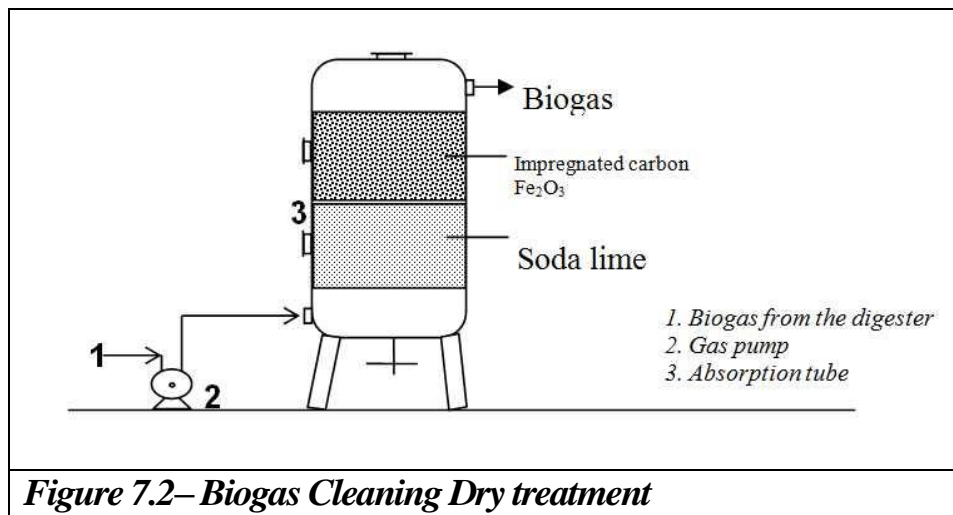 Biogas
Impregnated carbon
Fe₂O₃
3
Soda lime
1. Biogas from the digester
2. Gas pump
3. Absorption tube
1
2
Figure 7.2– Biogas Cleaning Dry treatment